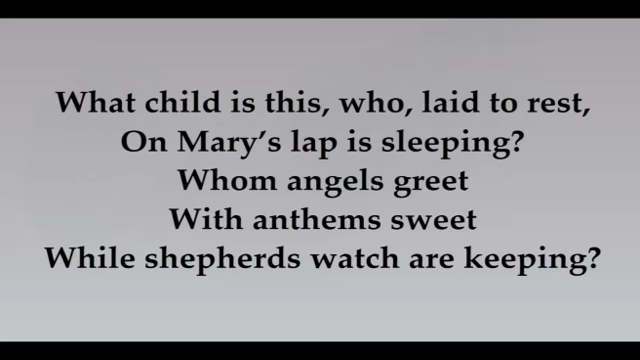 What child is this, who, laid to rest,
On Mary’s lap is sleeping?
Whom angels greet
With anthems sweet
While shepherds watch are keeping?